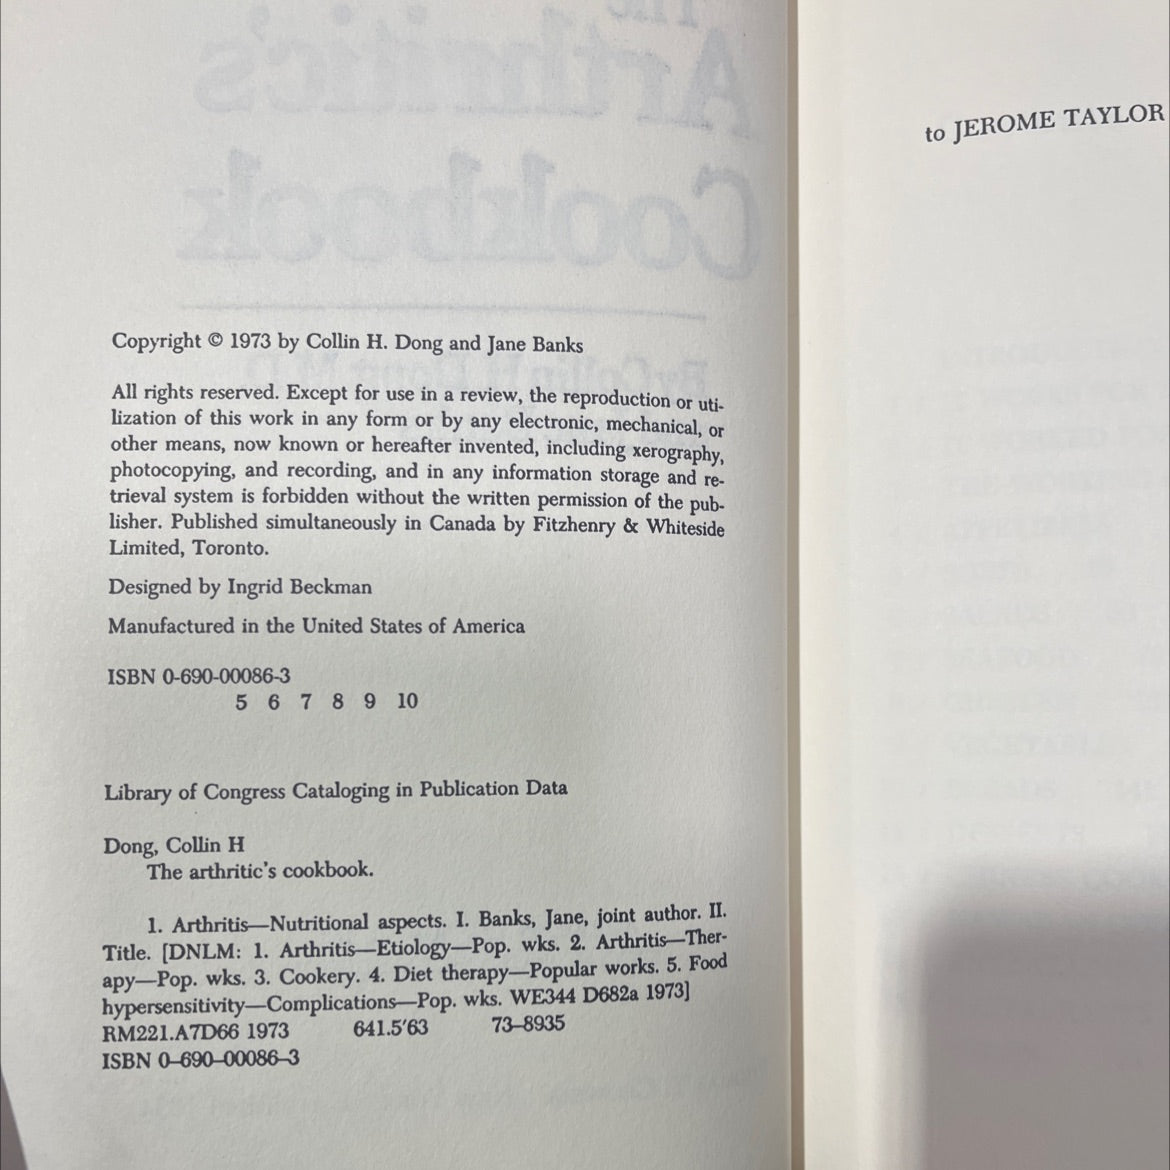 Copyright © 1973 by Collin H. Dong and Jane Banks
All rights reserved. Except for use in a review, the reproduction or uti-
lization of this work in any form or by any electronic, mechanical, or
other means, now known or hereafter invented, including xerography,
photocopying, and recording, and in any information storage and re-
trieval system is forbidden without the written permission of the pub-
lisher. Published simultaneously in Canada by Fitzhenry & Whiteside
Limited, Toronto.
Designed by Ingrid Beckman
Manufactured in the United States of America
ISBN 0-690-00086-3
5 6 7 8 9 10
Library of Congress Cataloging in Publication Data
Dong, Collin H
The arthritic's cookbook.
1. Arthritis—Nutritional aspects. I. Banks, Jane, joint author. II.
Title. [DNLM: 1. Arthritis—Etiology—Pop. wks. 2. Arthritis—Ther-
apy—Pop. wks. 3. Cookery. 4. Diet therapy—Popular works. 5. Food
hypersensitivity—Complications—Pop. wks. WE344 D682a 1973]
RM221.A7D66 1973 641.5'63 73–8935
ISBN 0–690–00086–3
to JEROME TAYLOR
The
Arthritic's
Cookbook